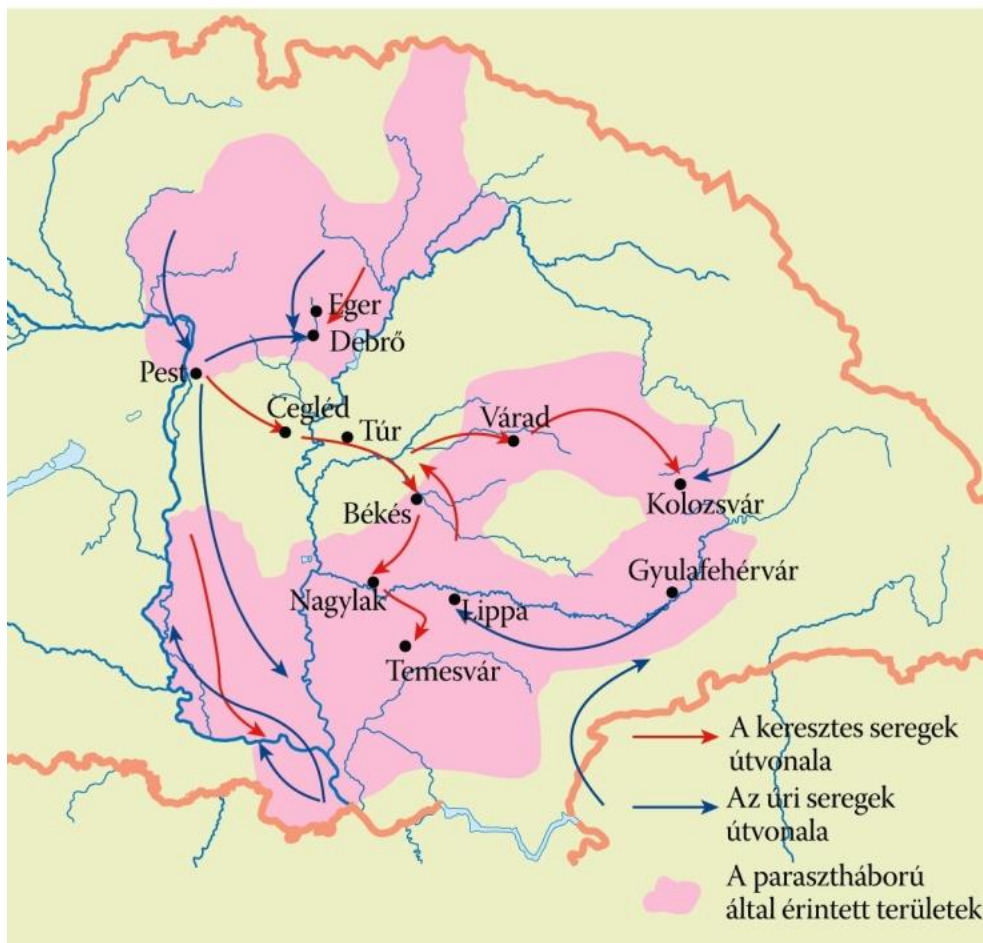 Eger
Debrő
Pest
Cegléd
Túr
Várad
Békés
Kolozsvár
Gyulafehérvár
Nagylak
Lippa
Temesvár
A keresztes seregek
útvonala
Az úri seregek
útvonala
A parasztháború
által érintett területek